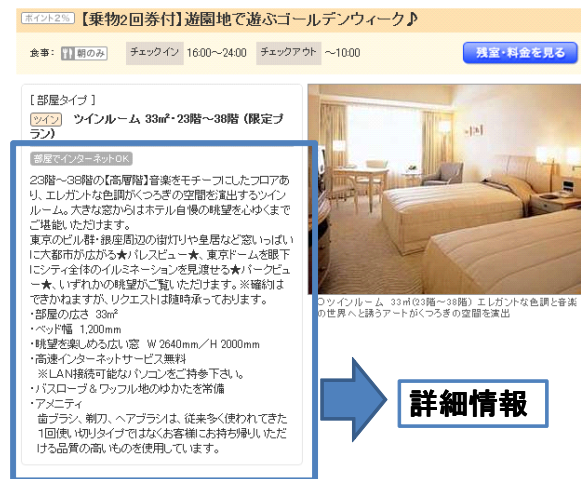 ポイント2% 【乗物2回券付】遊園地で遊ぶゴールデンウィーク♪
食事: 朝のみ チェックイン 16:00～24:00 チェックアウト ～10:00 残室・料金を見る
[部屋タイプ]
ツイン ツインルーム 33㎡・23階～38階 (限定プ
ラン)
部屋でインターネットOK
23階～38階の【高層階】音楽をモチーフにしたフロアあ
り、エレガントな色調がくつろぎの空間を演出するツイン
ルーム。大きな窓からはホテル自慢の眺望を心ゆくまで
ご堪能いただけます。
東京のビル群・銀座周辺の街灯りや皇居など窓いっぱい
に大都市が広がる★パレスビュー★、東京ドームを眼下
にシティ全体のイルミネーションを見渡せる★パークビュ
ー★、いずれかの眺望がご覧いただけます。※確約は
できかねますが、リクエストは随時承っております。
・部屋の広さ 33㎡
・ベッド幅 1,200mm
・眺望を楽しめる広い窓 W 2640mm／H 2000mm
・高速インターネットサービス無料
※LAN接続可能なパソコンをご持参下さい。
・バスローブ＆ワッフル地のゆかたを常備
・アメニティ
歯ブラシ、剃刀、ヘアブラシは、従来多く使われてきた
1回使い切りタイプではなくお客様にお持ち帰りいただ
ける品質の高いものを使用しています。
○ツインルーム 33㎡(23階～38階) エレガントな色調と音楽
の世界へと誘うアートがくつろぎの空間を演出
詳細情報